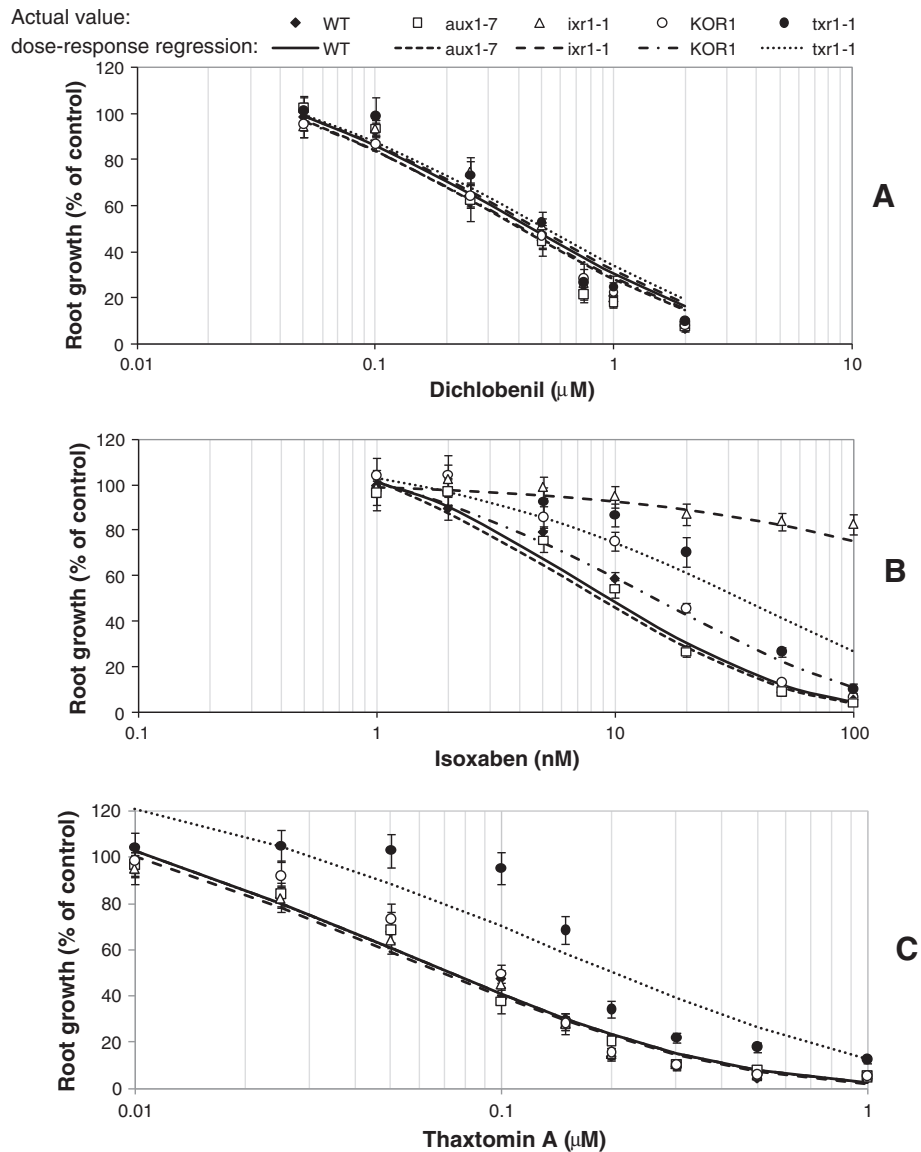 Actual value: WT aux1-7 ixr1-1 KOR1 txr1-1
dose-response regression: WT aux1-7 ixr1-1 KOR1 txr1-1
Root growth (% of control)
120
100
80
60
40
20
0
0.01 0.1 1 10
Dichlobenil (μM)
A
Root growth (% of control)
120
100
80
60
40
20
0
0.1 1 10 100
Isoxaben (nM)
B
Root growth (% of control)
120
100
80
60
40
20
0
0.01 0.1 1
Thaxtomin A (μM)
C